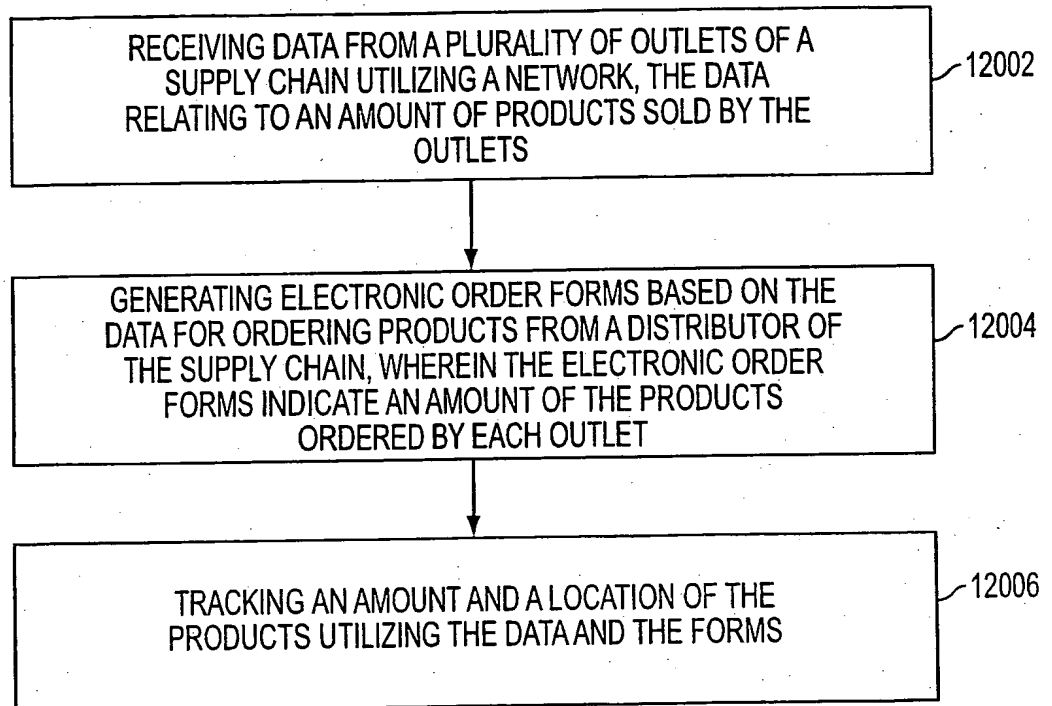 RECEIVING DATA FROM A PLURALITY OF OUTLETS OF A
SUPPLY CHAIN UTILIZING A NETWORK, THE DATA
RELATING TO AN AMOUNT OF PRODUCTS SOLD BY THE
OUTLETS
12002
GENERATING ELECTRONIC ORDER FORMS BASED ON THE
DATA FOR ORDERING PRODUCTS FROM A DISTRIBUTOR OF
THE SUPPLY CHAIN, WHEREIN THE ELECTRONIC ORDER
FORMS INDICATE AN AMOUNT OF THE PRODUCTS
ORDERED BY EACH OUTLET
12004
TRACKING AN AMOUNT AND A LOCATION OF THE
PRODUCTS UTILIZING THE DATA AND THE FORMS
12006